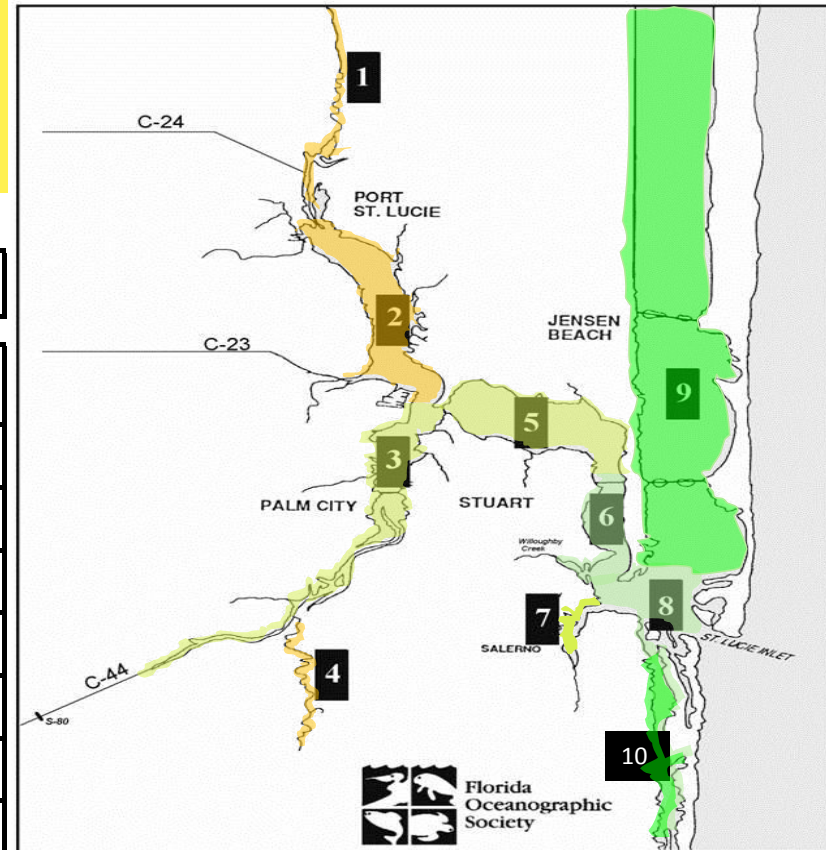 1
C-24
PORT
ST. LUCIE
2
JENSEN
BEACH
C-23
9
5
3
PALM CITY
STUART
6
Willoughby
Creek
7
8
SALERNO
ST. LUCIE INLET
4
C-44
S-80
10
Florida
Oceanographic
Society